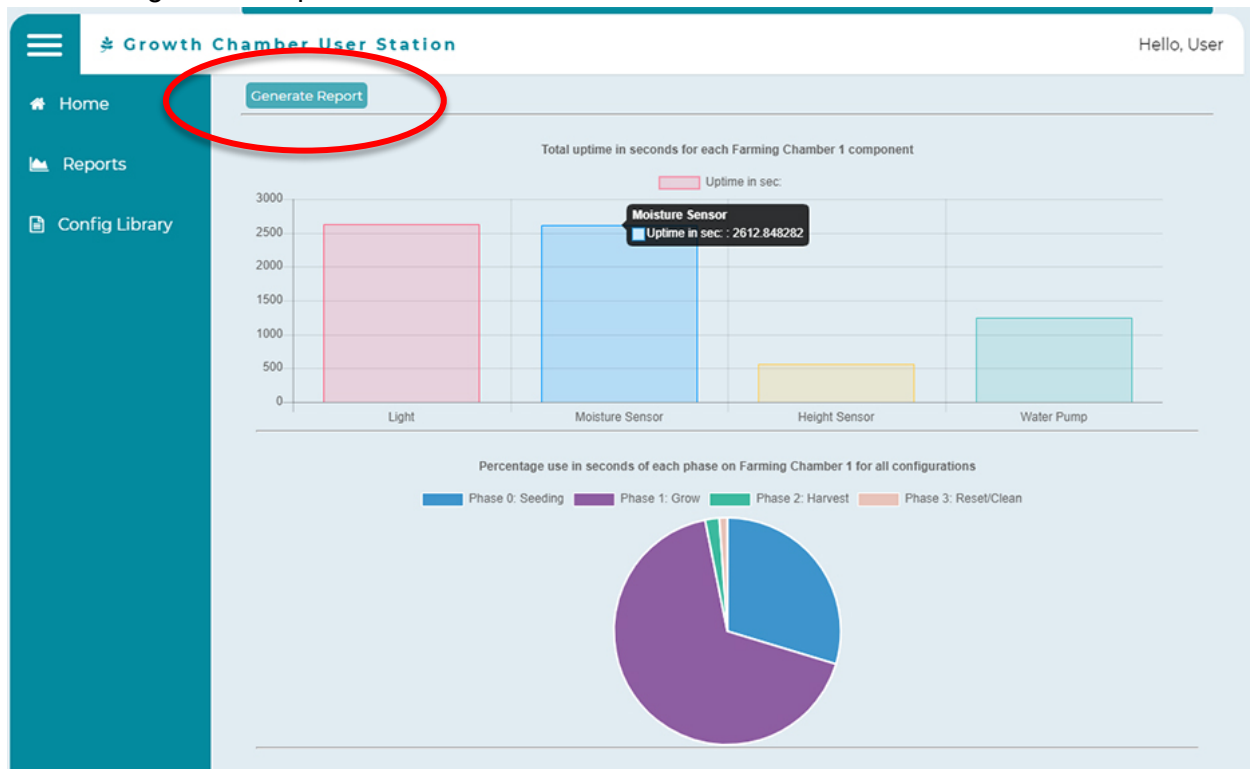 Growth Chamber User Station
Hello, User
Home
Reports
Config Library
Generate Report
Total uptime in seconds for each Farming Chamber 1 component
Uptime in sec:
3000
2500
2000
1500
1000
500
0
Moisture Sensor
Uptime in sec: : 2612.848282
Light
Moisture Sensor
Height Sensor
Water Pump
Percentage use in seconds of each phase on Farming Chamber 1 for all configurations
Phase 0: Seeding
Phase 1: Grow
Phase 2: Harvest
Phase 3: Reset/Clean